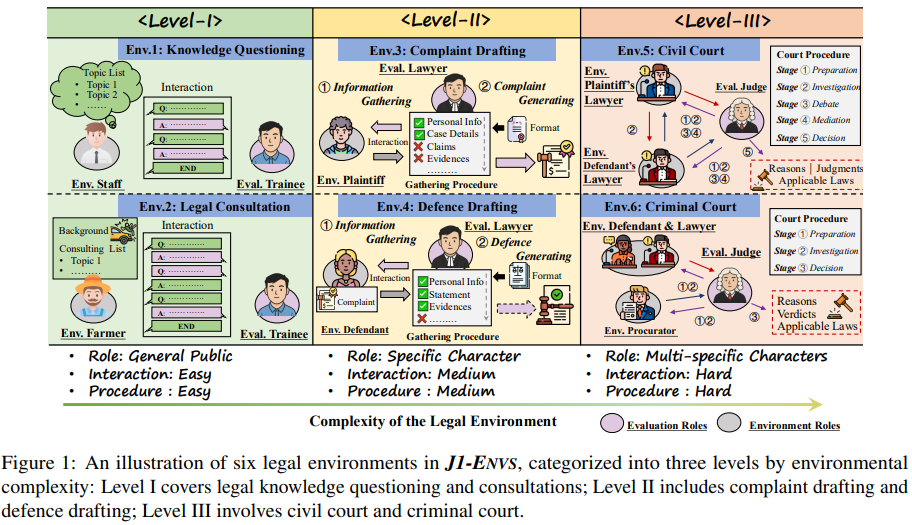 <Level-I>
<Level-II>
<Level-III>
Env.1: Knowledge Questioning
Topic List
• Topic 1
• Topic 2
• ........
Interaction
Q: ..............
A: ..............
Q: ..............
A: ..............
END
Env. Staff
Eval. Trainee
Env.2: Legal Consultation
Background
Consulting List
• Topic 1
• .........
Interaction
Q: ..............
A: ..............
Q: ..............
A: ..............
Q: ..............
A: ..............
END
Env. Farmer
Eval. Trainee
Env.3: Complaint Drafting
Eval. Lawyer
① Information
Gathering
② Complaint
Generating
Interaction
Personal Info
Case Details
Claims
Evidences
..........
Format
Env. Plaintiff
Gathering Procedure
Env.4: Defence Drafting
Eval. Lawyer
① Information
Gathering
② Defence
Generating
Interaction
Complaint
Personal Info
Statement
Evidences
..........
Format
Env. Defendant
Gathering Procedure
Env.5: Civil Court
Env.
Plaintiff's
Lawyer
Eval. Judge
②
①②
③④
Env.
Defendant's
Lawyer
①②
③④
⑤
Court Procedure
Stage ① Preparation
Stage ② Investigation
Stage ③ Debate
Stage ④ Mediation
Stage ⑤ Decision
Reasons | Judgments
Applicable Laws
Env.6: Criminal Court
Env. Defendant & Lawyer
Eval. Judge
①②
Env. Procurator
①②
③
Court Procedure
Stage ① Preparation
Stage ② Investigation
Stage ③ Decision
Reasons
Verdicts
Applicable Laws
• Role: General Public
• Interaction: Easy
• Procedure : Easy
• Role: Specific Character
• Interaction: Medium
• Procedure : Medium
• Role: Multi-specific Characters
• Interaction: Hard
• Procedure : Hard
Complexity of the Legal Environment
Evaluation Roles
Environment Roles
Figure 1: An illustration of six legal environments in J1-ENVS, categorized into three levels by environmental
complexity: Level I covers legal knowledge questioning and consultations; Level II includes complaint drafting and
defence drafting; Level III involves civil court and criminal court.